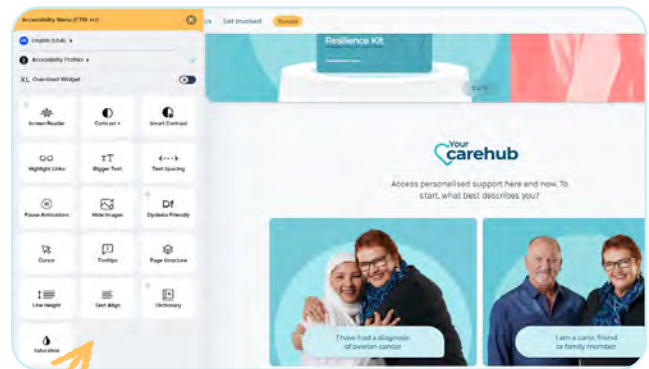 Accessibility Menu (CTRL+U)
English (USA)
Accessibility Profiles
XL Oversized Widget
Screen Reader
Contrast +
Smart Contrast
Highlight Links
Bigger Text
Text Spacing
Pause Animations
Hide Images
Df
Dyslexia Friendly
Cursor
Tooltips
Page Structure
Line Height
Text Align
Dictionary
Saturation
Us Get Involved Donate
Resilience Kit
Your
carehub
Access personalised support here and now. To
start, what best describes you?
I have had a diagnosis
of ovarian cancer
I am a carer, friend
or family member